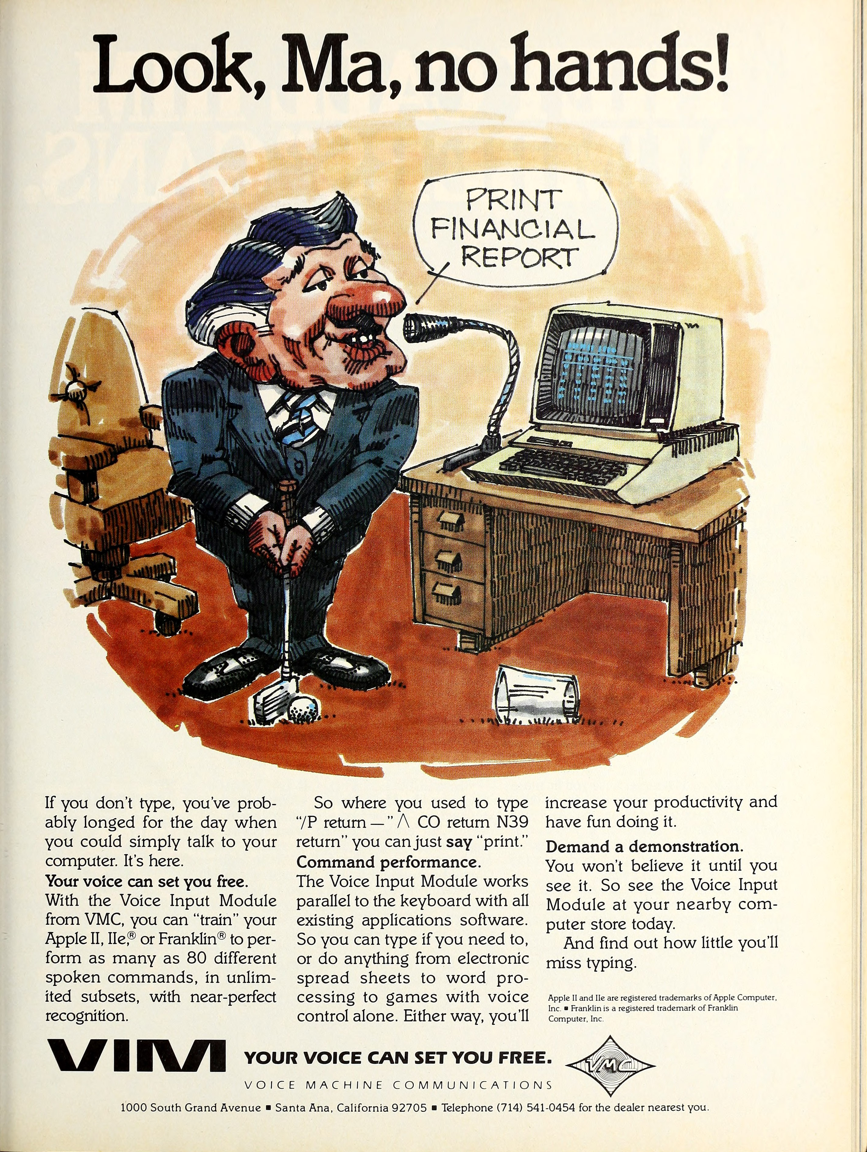 Look, Ma, no hands!
PRINT
FINANCIAL
REPORT
If you don't type, you've prob-
ably longed for the day when
you could simply talk to your
computer. It's here.
Your voice can set you free.
With the Voice Input Module
from VMC, you can "train" your
Apple II, IIe,® or Franklin® to per-
form as many as 80 different
spoken commands, in unlim-
ited subsets, with near-perfect
recognition.
So where you used to type
"/P return — " /\ CO return N39
return" you can just say "print."
Command performance.
The Voice Input Module works
parallel to the keyboard with all
existing applications software.
So you can type if you need to,
or do anything from electronic
spread sheets to word pro-
cessing to games with voice
control alone. Either way, you'll
increase your productivity and
have fun doing it.
Demand a demonstration.
You won't believe it until you
see it. So see the Voice Input
Module at your nearby com-
puter store today.
And find out how little you'll
miss typing.
Apple II and IIe are registered trademarks of Apple Computer,
Inc. ■ Franklin is a registered trademark of Franklin
Computer, Inc.
VIM YOUR VOICE CAN SET YOU FREE. VMC
VOICE MACHINE COMMUNICATIONS
1000 South Grand Avenue ■ Santa Ana, California 92705 ■ Telephone (714) 541-0454 for the dealer nearest you.